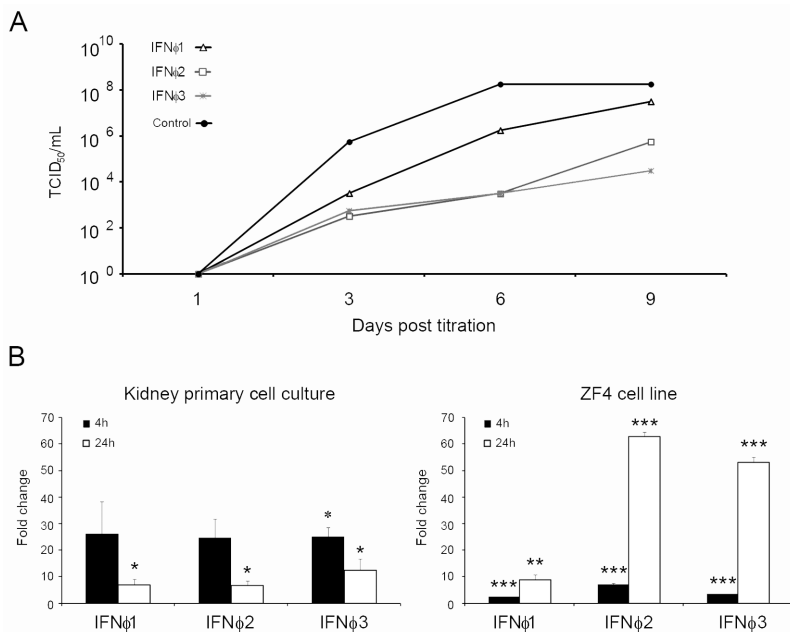 A
10^10
10^8
10^6
10^4
10^2
10^0
TCID50/mL
IFNϕ1
IFNϕ2
IFNϕ3
Control
1 3 6 9
Days post titration
B
Kidney primary cell culture
70
60
50
40
30
20
10
0
Fold change
4h
24h
*
*
*
*
IFNϕ1 IFNϕ2 IFNϕ3
ZF4 cell line
70
60
50
40
30
20
10
0
Fold change
4h
24h
***
**
***
***
***
***
IFNϕ1 IFNϕ2 IFNϕ3